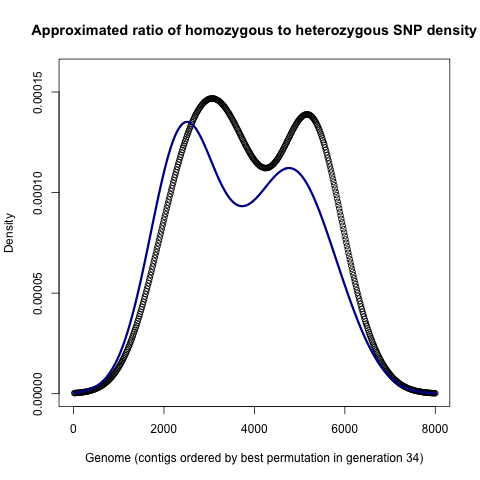 Approximated ratio of homozygous to heterozygous SNP density
0.00015
0.00010
0.00005
0.00000
Density
0 2000 4000 6000 8000
Genome (contigs ordered by best permutation in generation 34)